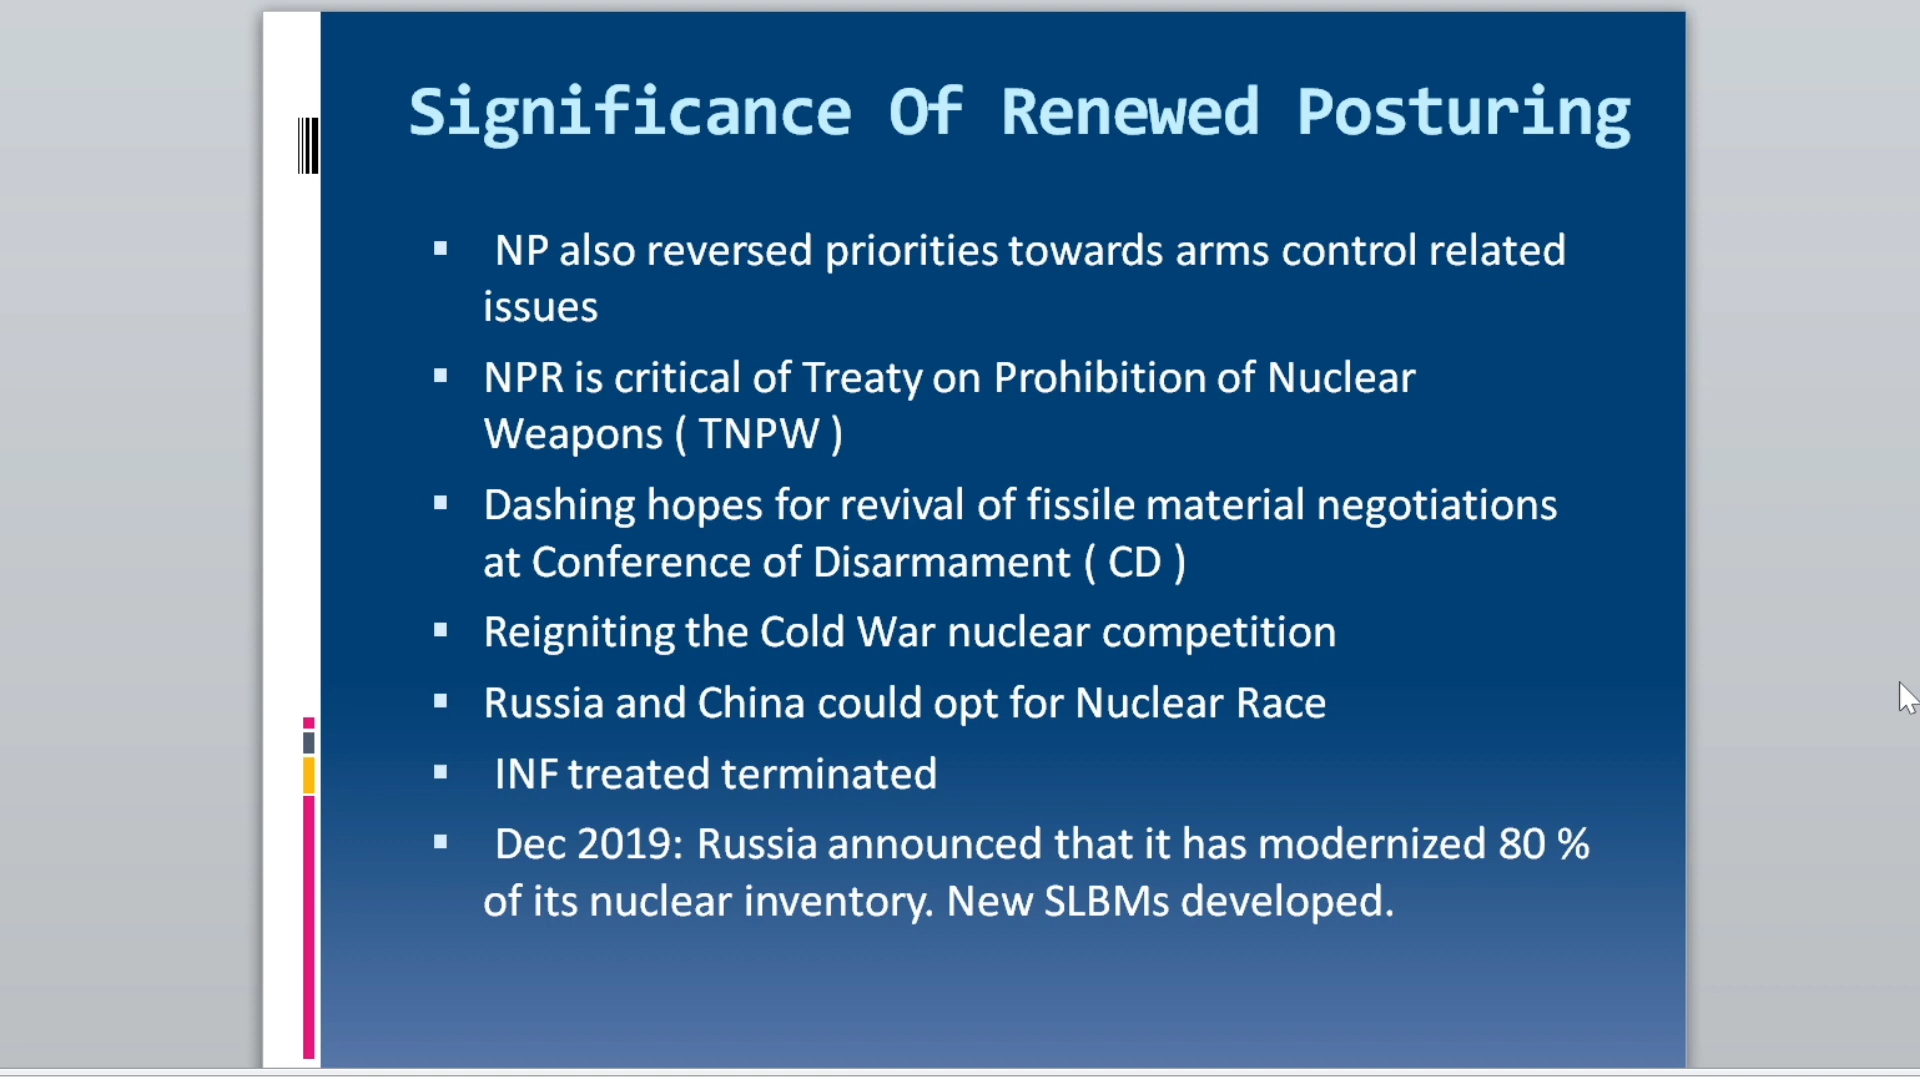 Significance Of Renewed Posturing
NP also reversed priorities towards arms control related
issues
NPR is critical of Treaty on Prohibition of Nuclear
Weapons ( TNPW )
Dashing hopes for revival of fissile material negotiations
at Conference of Disarmament ( CD )
Reigniting the Cold War nuclear competition
Russia and China could opt for Nuclear Race
INF treated terminated
Dec 2019: Russia announced that it has modernized 80 %
of its nuclear inventory. New SLBMs developed.